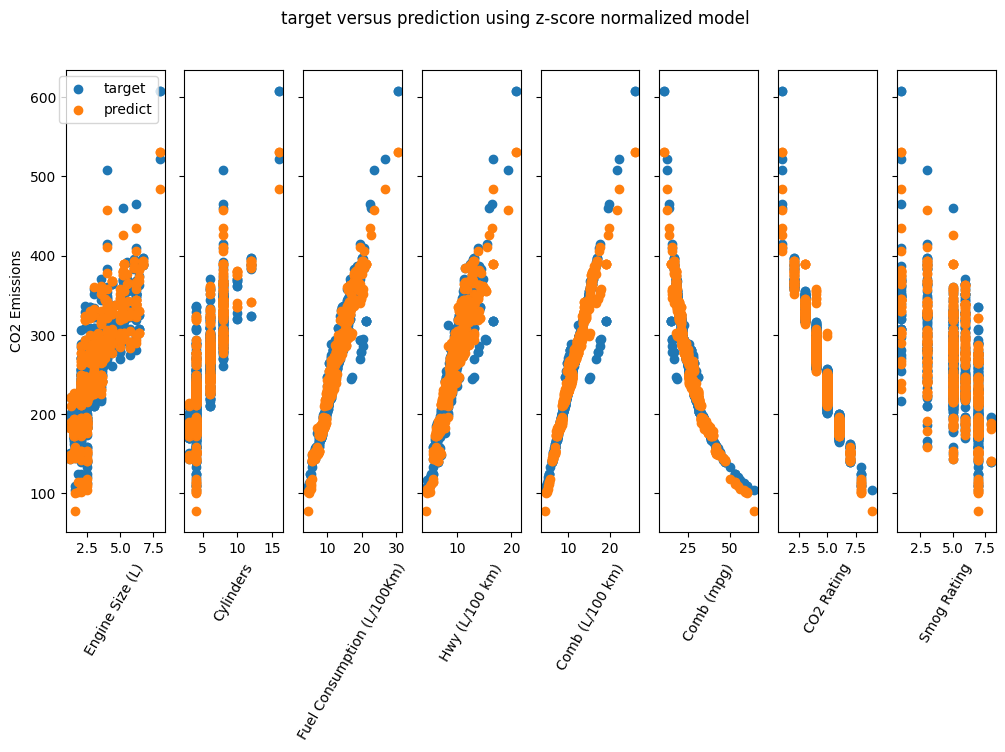 target versus prediction using z-score normalized model
target
predict
CO2 Emissions
600
500
400
300
200
100
2.5 5.0 7.5
5 10 15
10 20 30
10 20
10 20
25 50
2.5 5.0 7.5
2.5 5.0 7.5
Engine Size (L)
Cylinders
Fuel Consumption (L/100Km)
Hwy (L/100 km)
Comb (L/100 km)
Comb (mpg)
CO2 Rating
Smog Rating